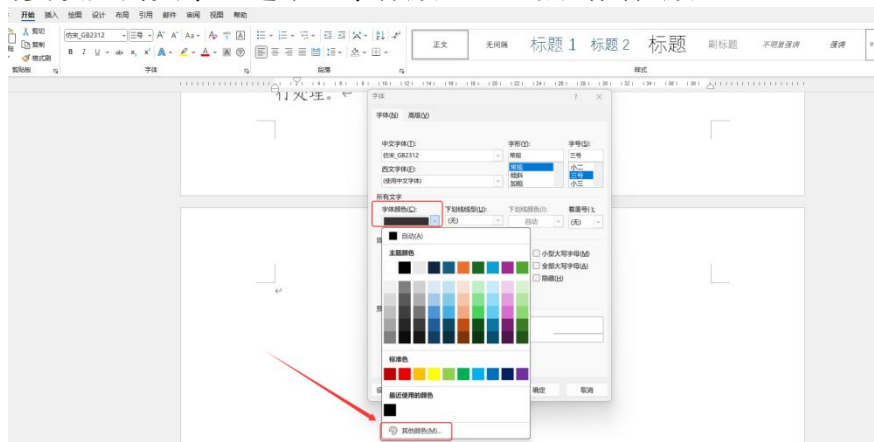 开始 插入 绘图 设计 布局 引用 邮件 审阅 视图 帮助
剪切
复制
格式刷
仿宋_GB2312 三号
剪贴板 字体 段落 样式
正文 无间隔 标题 1 标题 2 标题 副标题 不明显强调 强调
行处理。
字体
字体(N) 高级(V)
中文字体(T): 字形(Y): 字号(S):
仿宋_GB2312 常规 三号
常规 小二
西文字体(F): 倾斜 三号
(使用中文字体) 加粗 小三
所有文字
字体颜色(C): 下划线线型(U): 下划线颜色(I): 着重号(·):
(无) 自动 (无)
自动(A)
主题颜色
小型大写字母(M)
全部大写字母(A)
隐藏(H)
标准色
最近使用的颜色
其他颜色(M)...
确定 取消